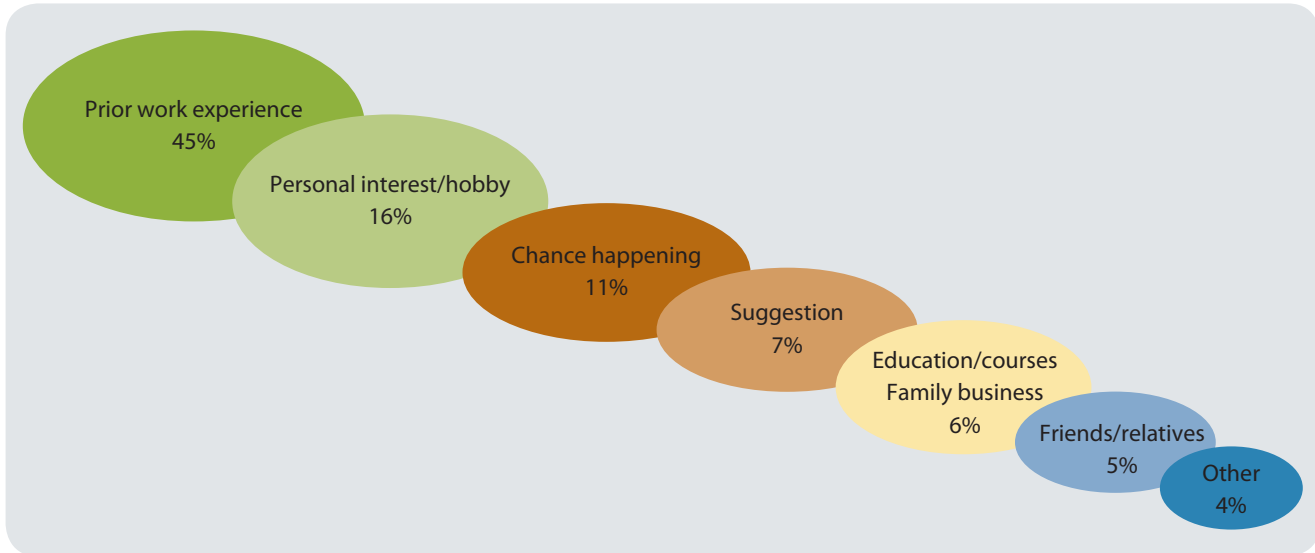 Prior work experience
45%
Personal interest/hobby
16%
Chance happening
11%
Suggestion
7%
Education/courses
Family business
6%
Friends/relatives
5%
Other
4%